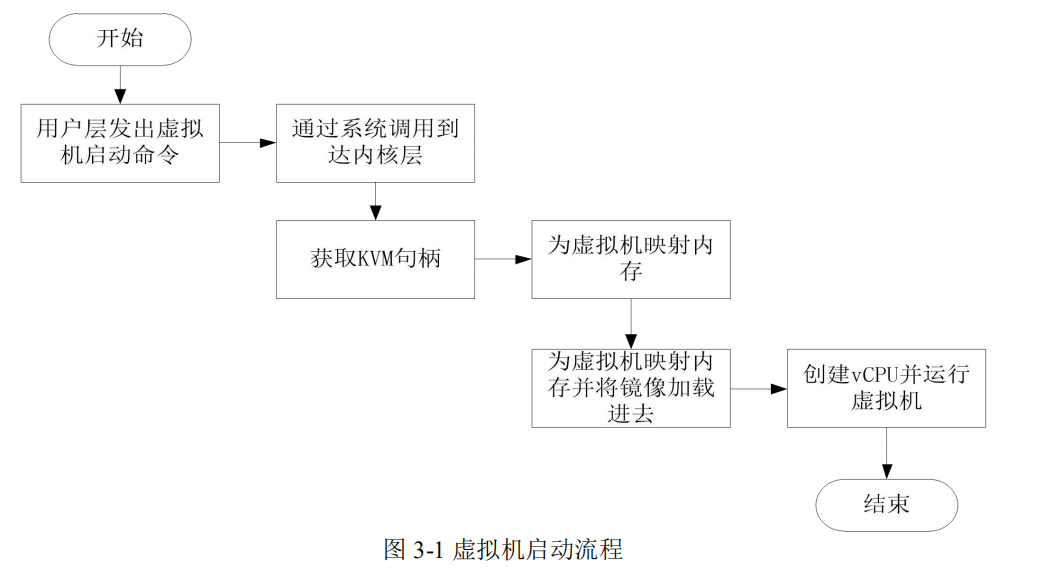 开始
用户层发出虚拟
机启动命令
通过系统调用到
达内核层
获取KVM句柄
为虚拟机映射内
存
为虚拟机映射内
存并将镜像加载
进去
创建vCPU并运行
虚拟机
结束
图 3-1 虚拟机启动流程